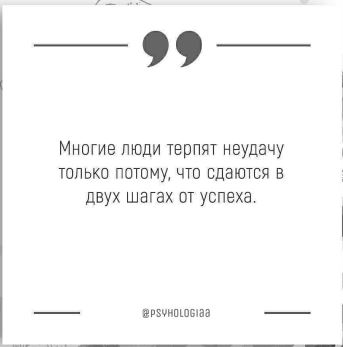 Многие люди терпят неудачу
только потому, что сдаются в
двух шагах от успеха.
@PSYHOLOGIAA